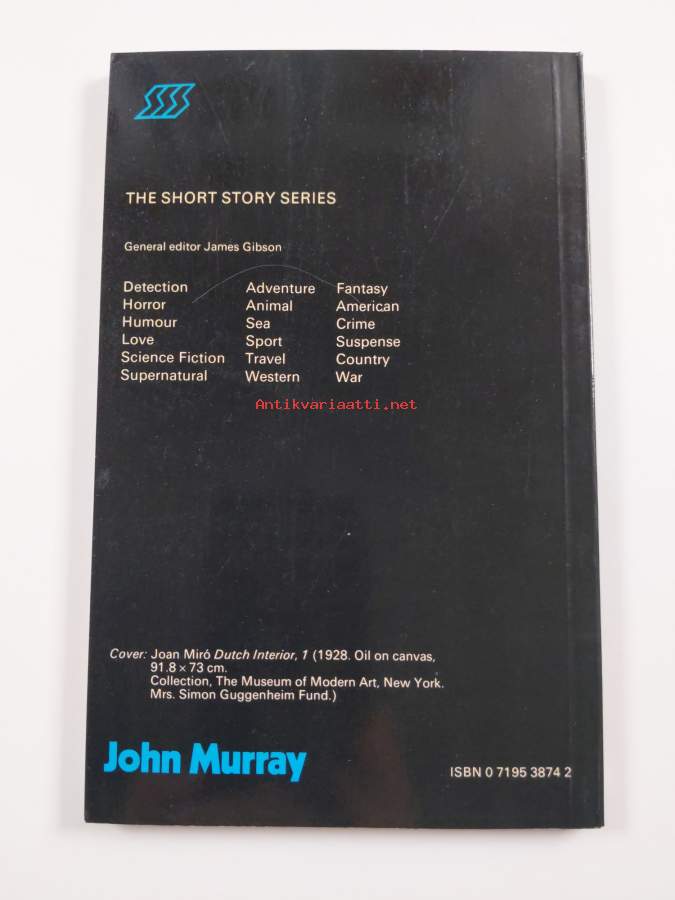 SSS
THE SHORT STORY SERIES
General editor James Gibson
Detection Adventure Fantasy
Horror Animal American
Humour Sea Crime
Love Sport Suspense
Science Fiction Travel Country
Supernatural Western War
Antikvariaatti.net
Cover: Joan Miró Dutch Interior, 1 (1928. Oil on canvas,
91.8 × 73 cm.
Collection, The Museum of Modern Art, New York.
Mrs. Simon Guggenheim Fund.)
John Murray
ISBN 0 7195 3874 2